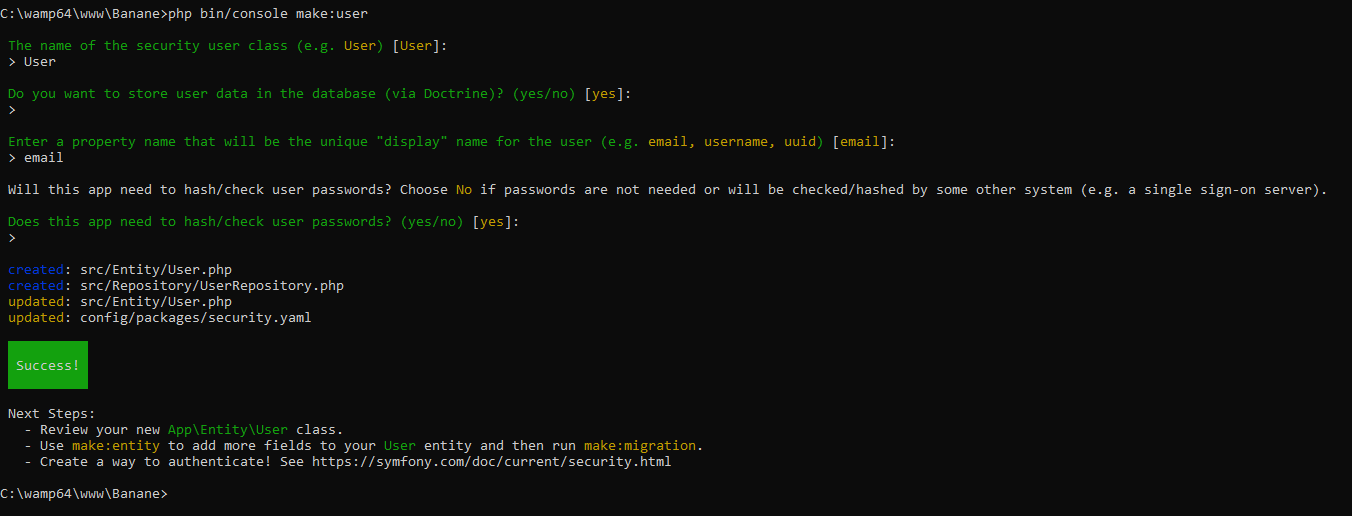 C:\wamp64\www\Banane>php bin/console make:user
The name of the security user class (e.g. User) [User]:
> User
Do you want to store user data in the database (via Doctrine)? (yes/no) [yes]:
>
Enter a property name that will be the unique "display" name for the user (e.g. email, username, uuid) [email]:
> email
Will this app need to hash/check user passwords? Choose No if passwords are not needed or will be checked/hashed by some other system (e.g. a single sign-on server).
Does this app need to hash/check user passwords? (yes/no) [yes]:
>
created: src/Entity/User.php
created: src/Repository/UserRepository.php
updated: src/Entity/User.php
updated: config/packages/security.yaml
Success!
Next Steps:
- Review your new App\Entity\User class.
- Use make:entity to add more fields to your User entity and then run make:migration.
- Create a way to authenticate! See https://symfony.com/doc/current/security.html
C:\wamp64\www\Banane>